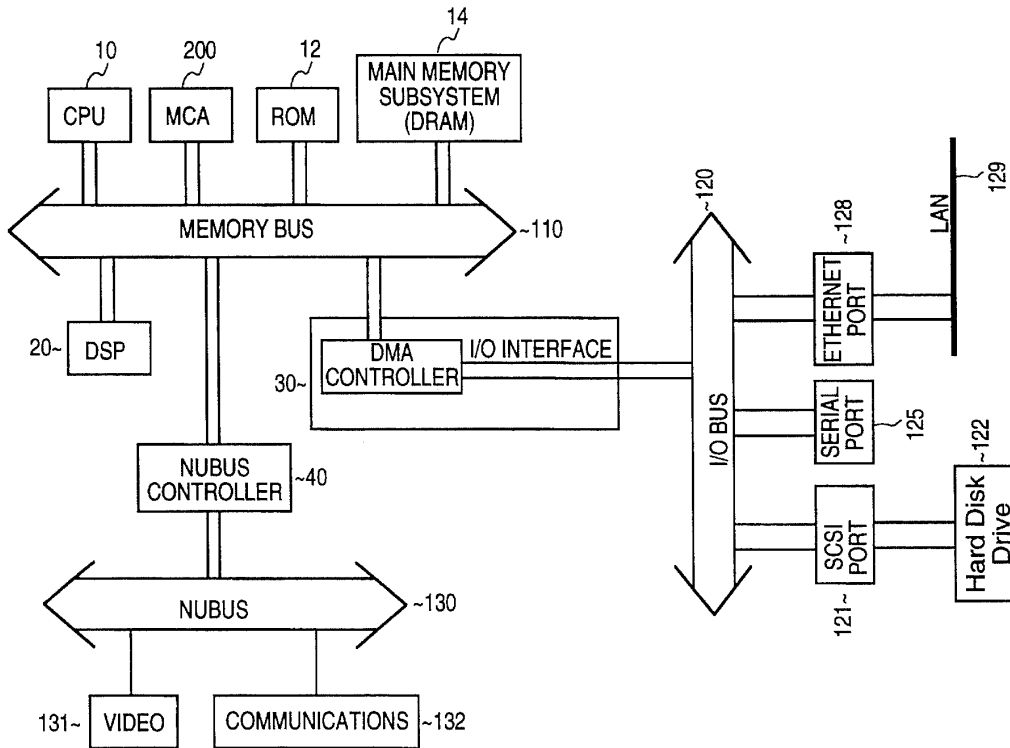 10
200
12
14
CPU
MCA
ROM
MAIN MEMORY
SUBSYSTEM
(DRAM)
MEMORY BUS
~110
20~
DSP
30~
DMA
CONTROLLER
I/O INTERFACE
NUBUS
CONTROLLER
~40
NUBUS
~130
131~
VIDEO
COMMUNICATIONS
~132
~120
I/O BUS
~128
ETHERNET
PORT
LAN
129
SERIAL
PORT
125
SCSI
PORT
121~
Hard Disk
Drive
~122